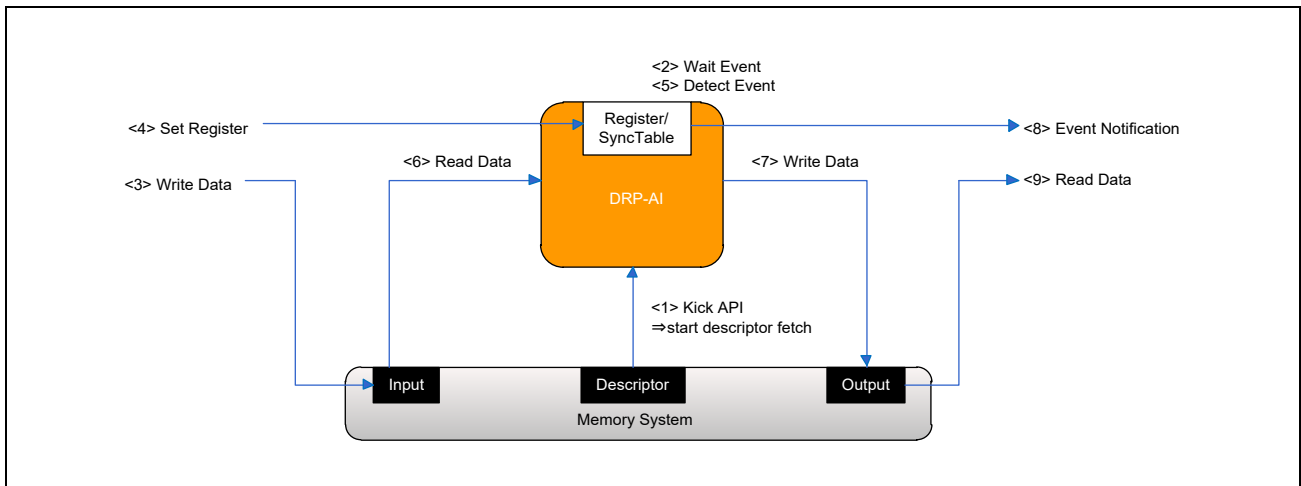 <2> Wait Event
<5> Detect Event
<4> Set Register
Register/
SyncTable
<8> Event Notification
<6> Read Data
<7> Write Data
<3> Write Data
<9> Read Data
DRP-AI
<1> Kick API
⇒start descriptor fetch
Input
Descriptor
Output
Memory System